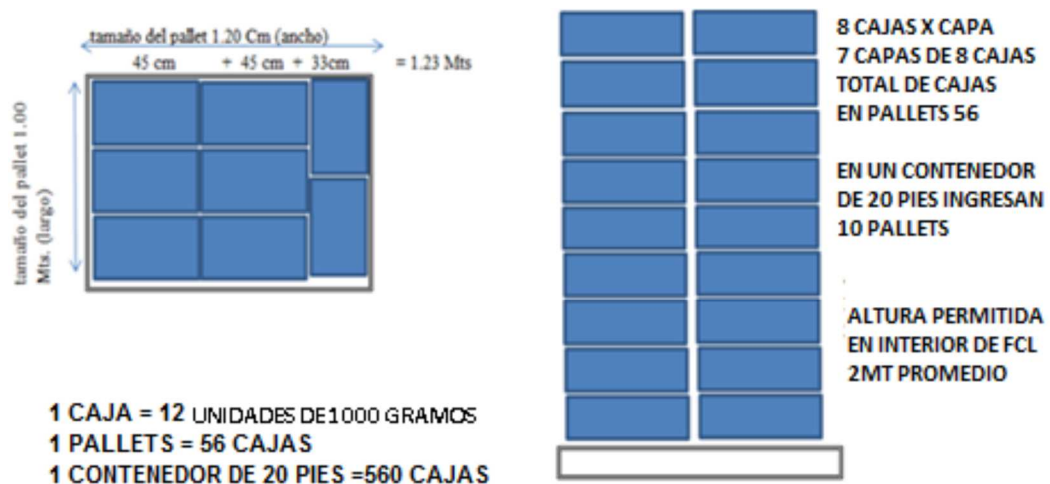 tamaño del pallet 1.20 Cm (ancho)
45 cm + 45 cm + 33cm = 1.23 Mts
tamaño del pallet 1.00
Mts. (largo)
8 CAJAS X CAPA
7 CAPAS DE 8 CAJAS
TOTAL DE CAJAS
EN PALLETS 56
EN UN CONTENEDOR
DE 20 PIES INGRESAN
10 PALLETS
ALTURA PERMITIDA
EN INTERIOR DE FCL
2MT PROMEDIO
1 CAJA = 12 UNIDADES DE 1000 GRAMOS
1 PALLETS = 56 CAJAS
1 CONTENEDOR DE 20 PIES =560 CAJAS